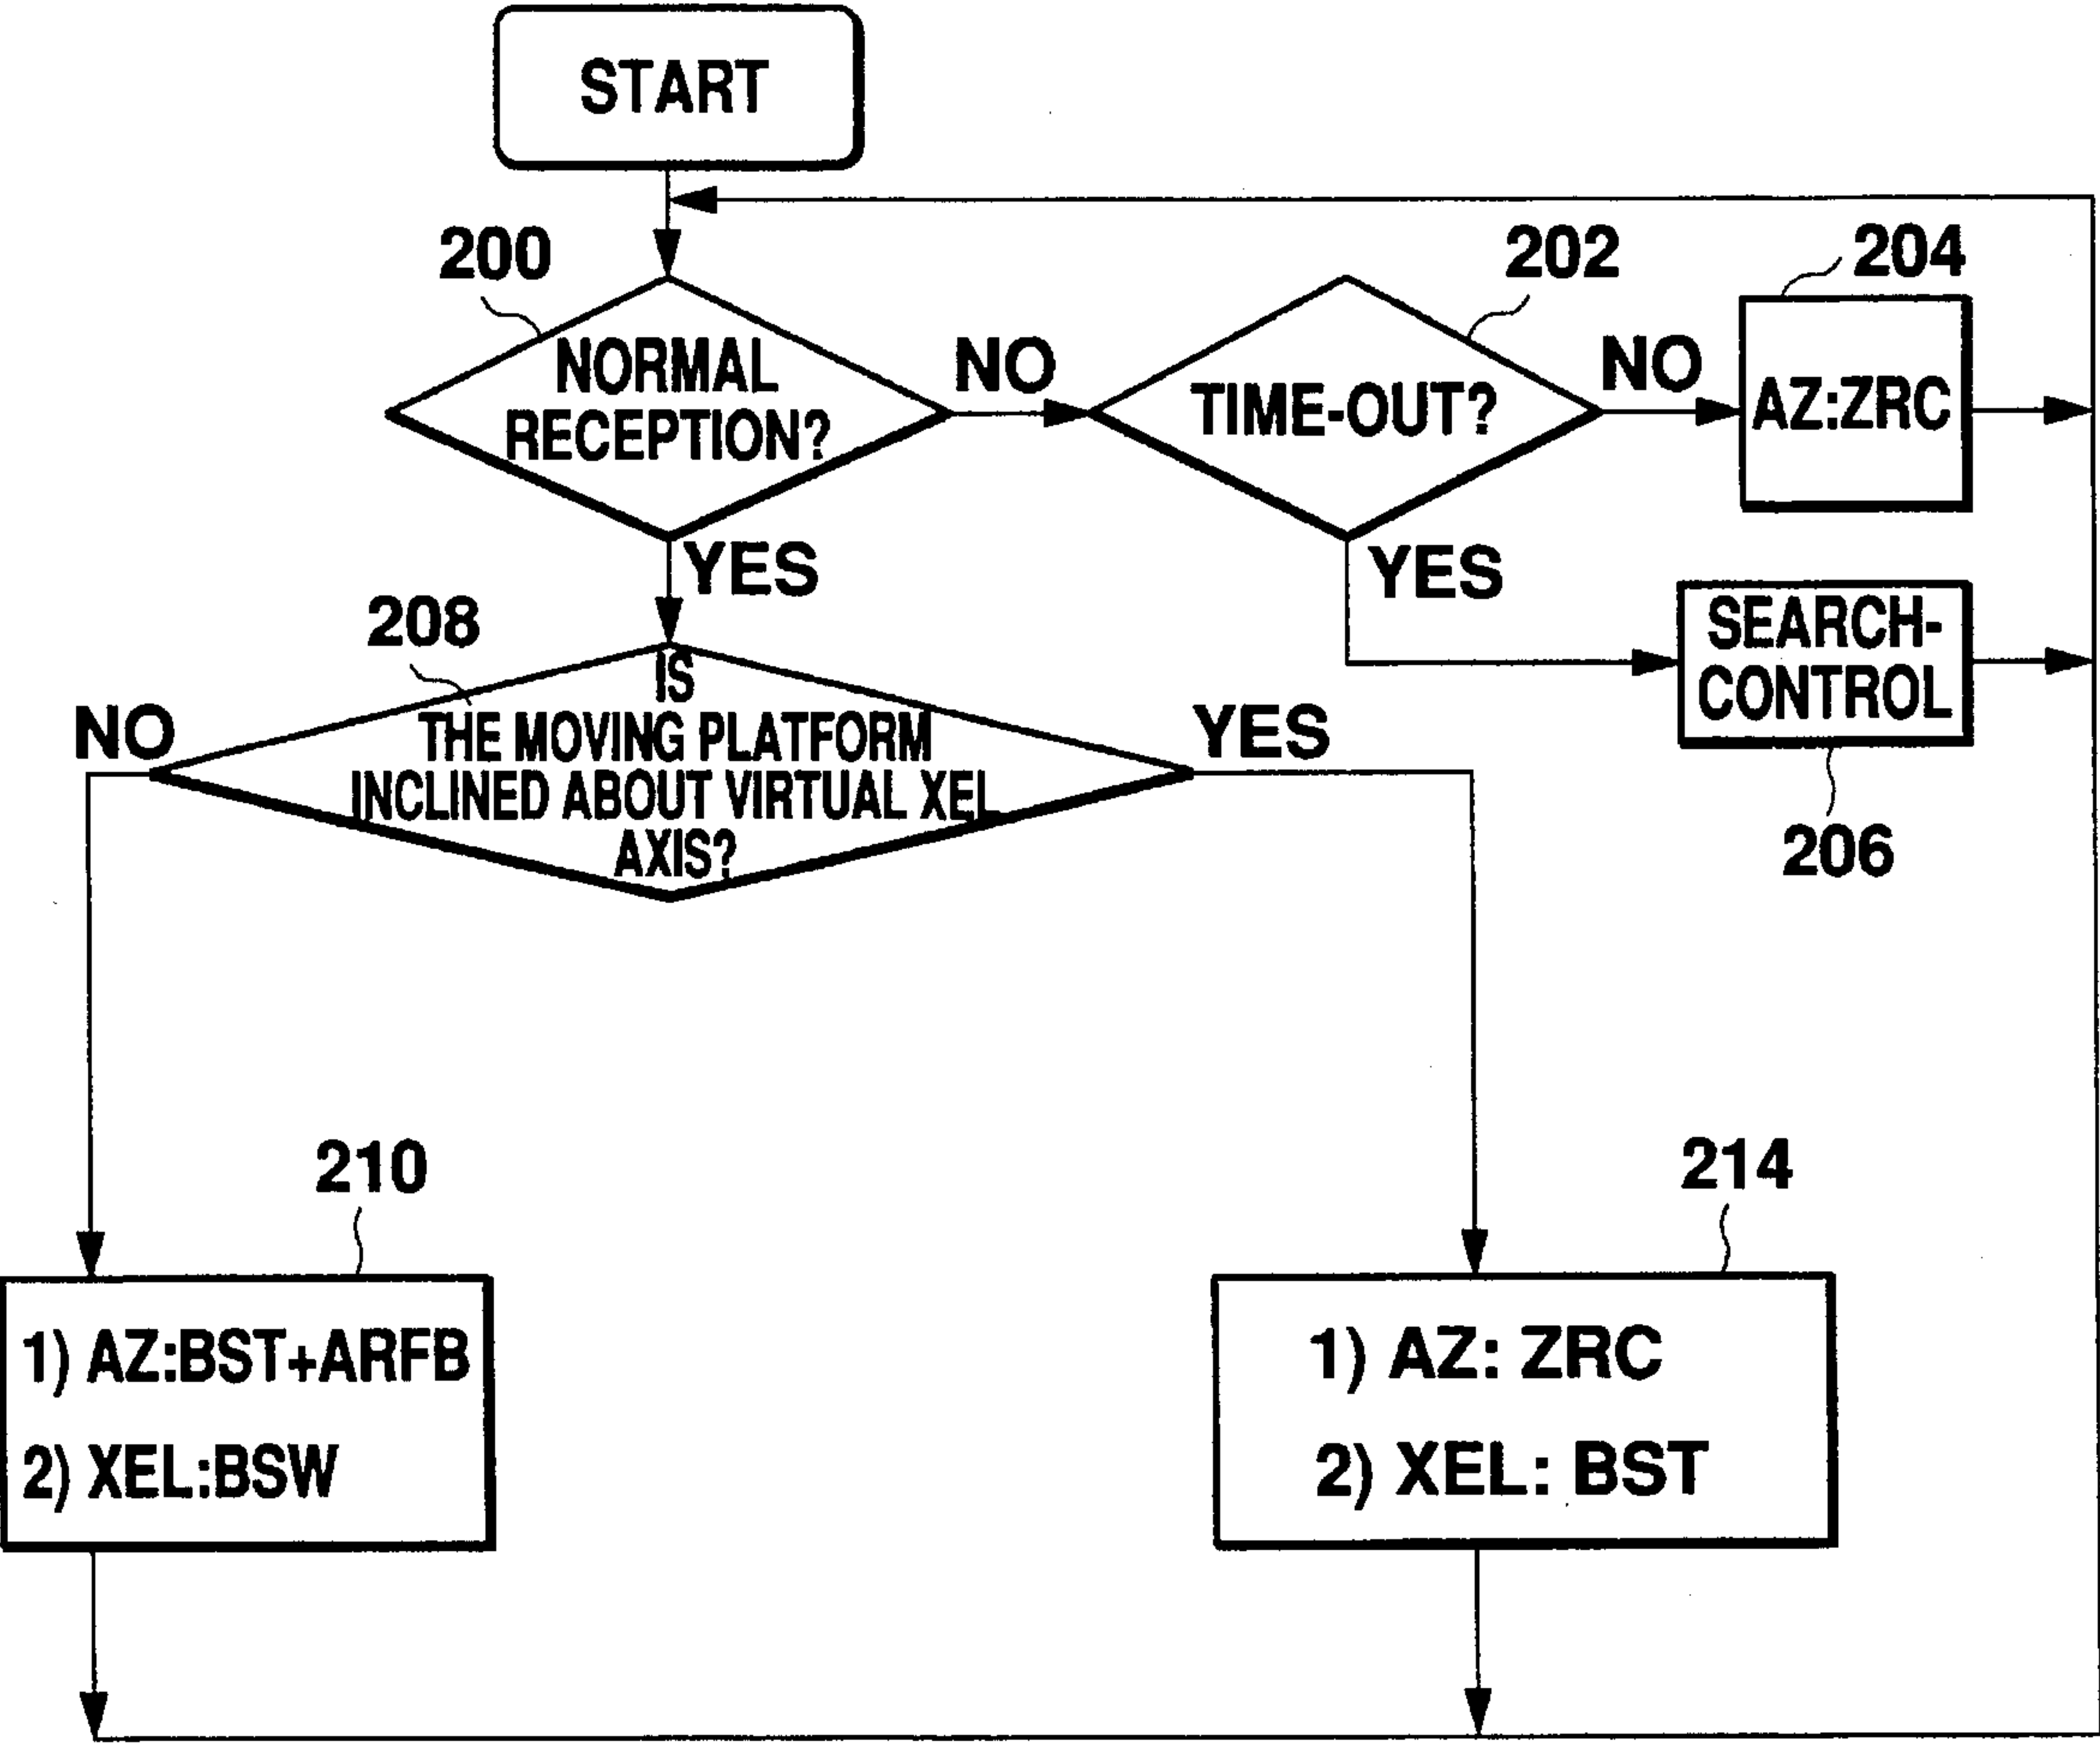 START
200
202
204
NORMAL
RECEPTION?
NO
TIME-OUT?
NO
AZ:ZRC
YES
YES
208
SEARCH-
CONTROL
206
NO
IS
THE MOVING PLATFORM
INCLINED ABOUT VIRTUAL XEL
AXIS?
YES
210
214
1) AZ:BST+ARFB
2) XEL:BSW
1) AZ: ZRC
2) XEL: BST